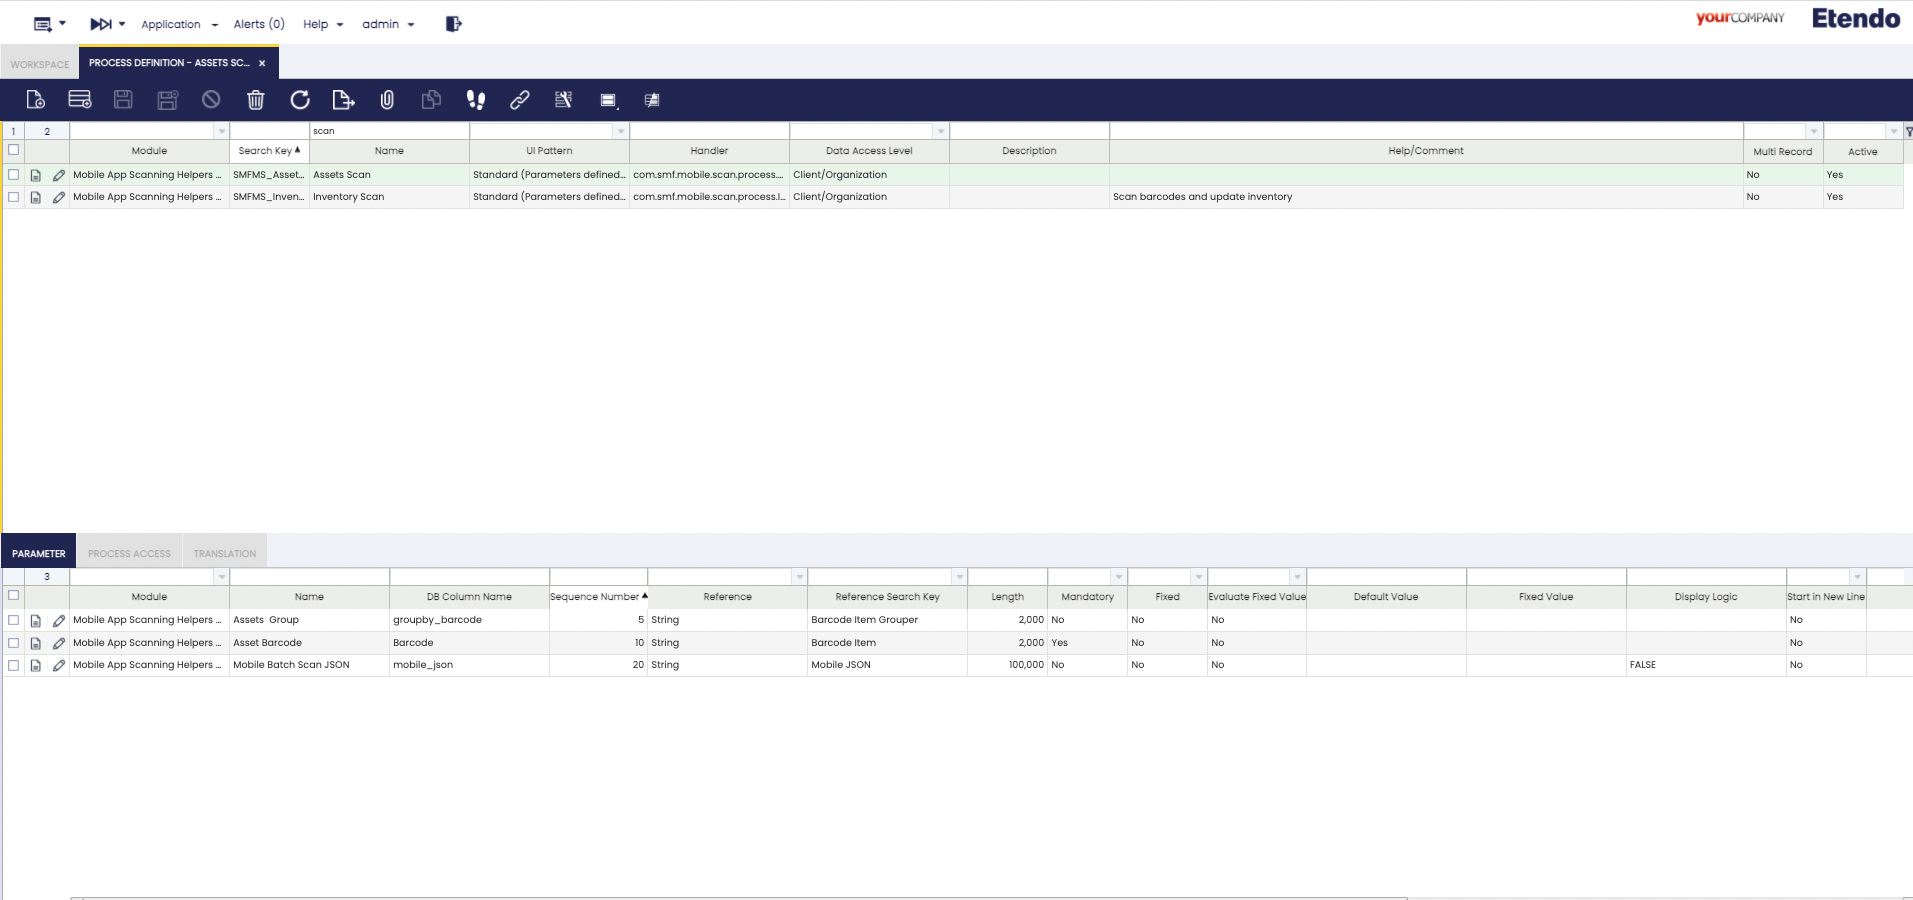 Application Alerts (0) Help admin yourCOMPANY Etendo
WORKSPACE PROCESS DEFINITION - ASSETS SC... x
1 2 scan
Module Search Key Name UI Pattern Handler Data Access Level Description Help/Comment Multi Record Active
Mobile App Scanning Helpers ... SMFMS_Asset... Assets Scan Standard (Parameters defined... com.smf.mobile.scan.process.... Client/Organization No Yes
Mobile App Scanning Helpers ... SMFMS_Inven... Inventory Scan Standard (Parameters defined... com.smf.mobile.scan.process.I... Client/Organization Scan barcodes and update inventory No Yes
PARAMETER PROCESS ACCESS TRANSLATION
3
Module Name DB Column Name Sequence Number Reference Reference Search Key Length Mandatory Fixed Evaluate Fixed Value Default Value Fixed Value Display Logic Start in New Line
Mobile App Scanning Helpers ... Assets Group groupby_barcode 5 String Barcode Item Grouper 2,000 No No No No
Mobile App Scanning Helpers ... Asset Barcode Barcode 10 String Barcode Item 2,000 Yes No No No
Mobile App Scanning Helpers ... Mobile Batch Scan JSON mobile_json 20 String Mobile JSON 100,000 No No No FALSE No